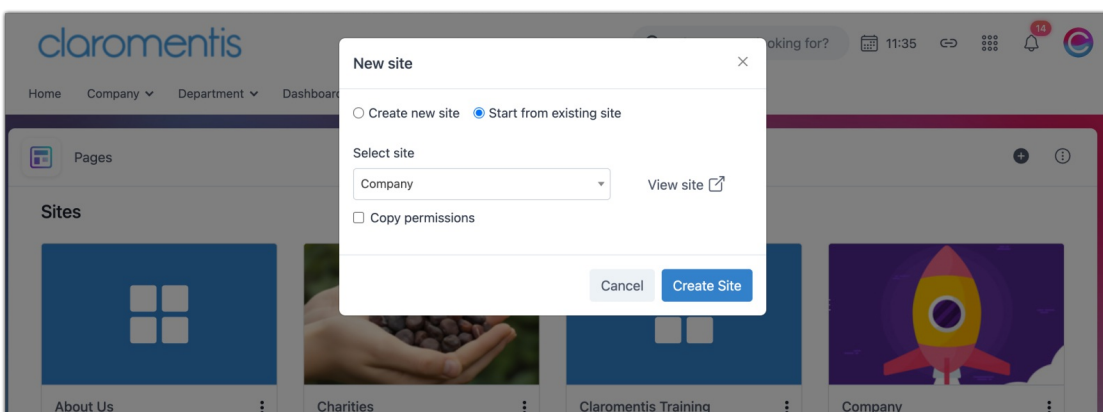 claromentis
oking for?
11:35
14
Home Company Department Dashboard
New site
Create new site Start from existing site
Select site
Company
View site
Copy permissions
Cancel Create Site
Pages
Sites
About Us
Charities
Claromentis Training
Company